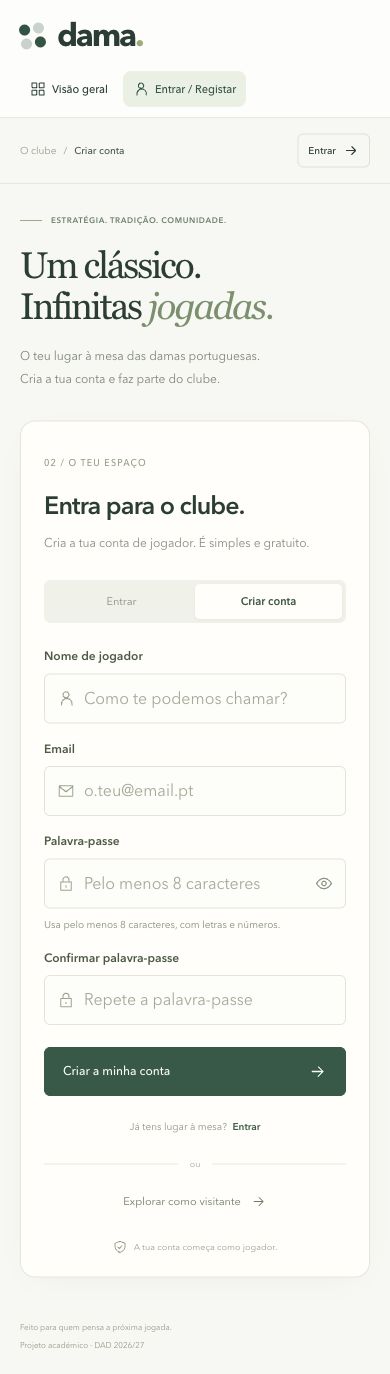 dama.
Visão geral
Entrar / Registar
O clube / Criar conta
Entrar
ESTRATÉGIA. TRADIÇÃO. COMUNIDADE.
Um clássico.
Infinitas jogadas.
O teu lugar à mesa das damas portuguesas.
Cria a tua conta e faz parte do clube.
02 / O TEU ESPAÇO
Entra para o clube.
Cria a tua conta de jogador. É simples e gratuito.
Entrar
Criar conta
Nome de jogador
Como te podemos chamar?
Email
o.teu@email.pt
Palavra-passe
Pelo menos 8 caracteres
Usa pelo menos 8 caracteres, com letras e números.
Confirmar palavra-passe
Repete a palavra-passe
Criar a minha conta
Já tens lugar à mesa? Entrar
ou
Explorar como visitante
A tua conta começa como jogador.
Feito para quem pensa a próxima jogada.
Projeto académico · DAD 2026/27